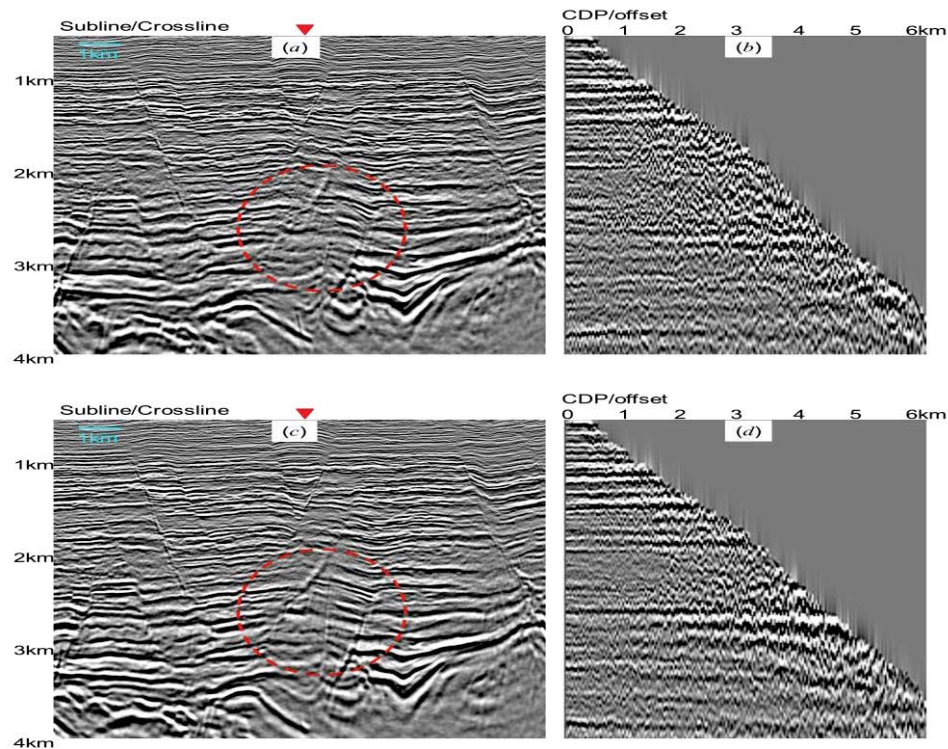 Subline/Crossline
1km
(a)
1km
2km
3km
4km
CDP/offset
0 1 2 3 4 5 6km
(b)
Subline/Crossline
1km
(c)
1km
2km
3km
4km
CDP/offset
0 1 2 3 4 5 6km
(d)